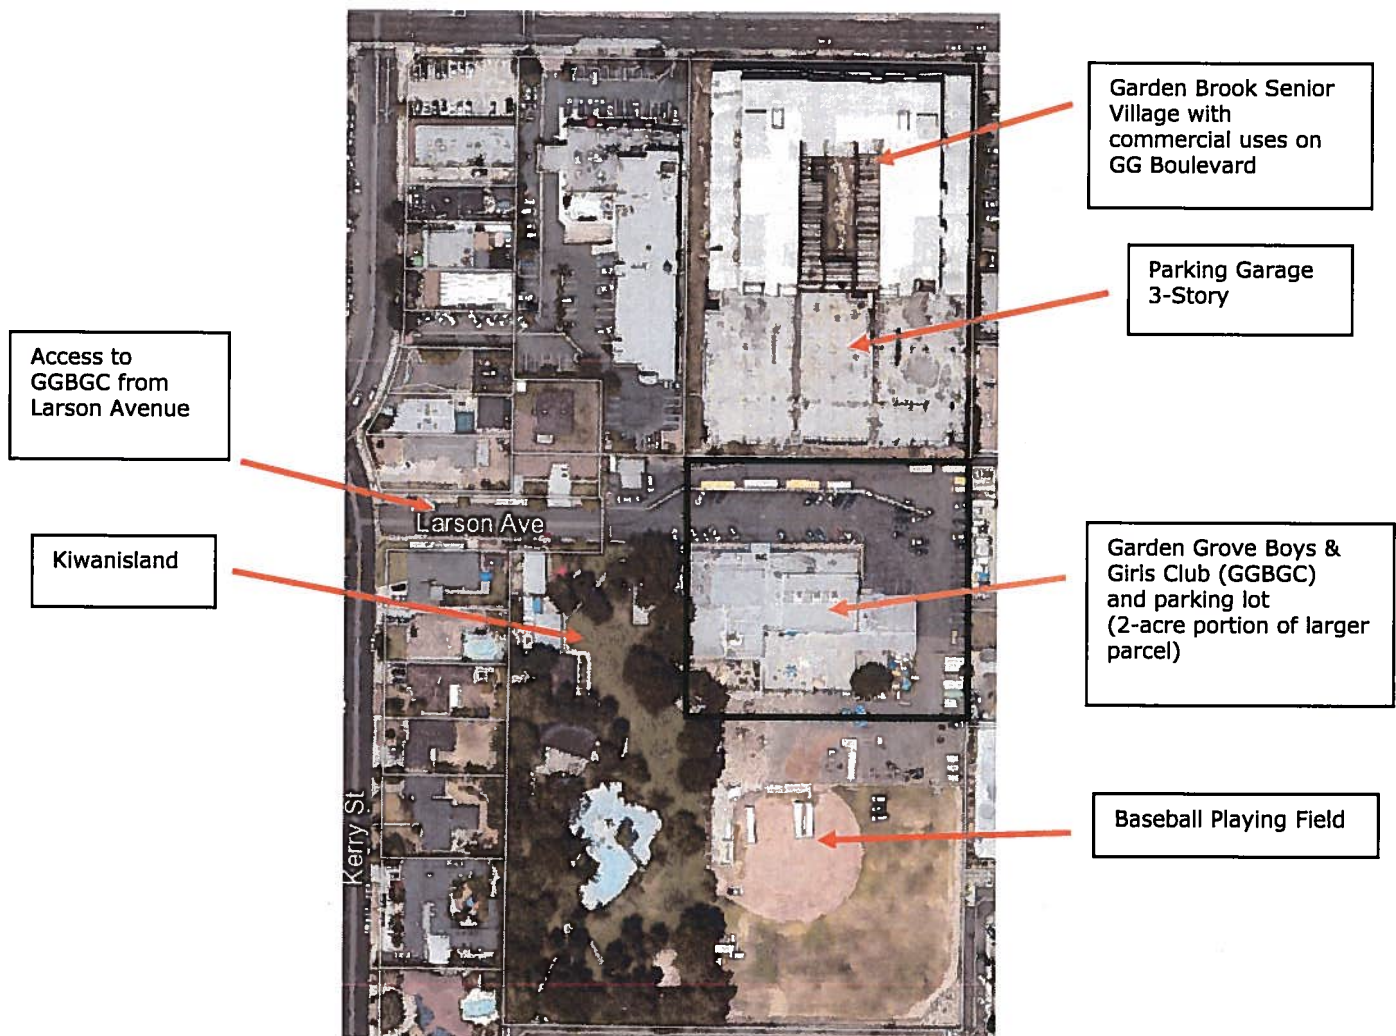 Garden Brook Senior
Village with
commercial uses on
GG Boulevard
Parking Garage
3-Story
Access to
GGBGC from
Larson Avenue
Larson Ave
Kiwanisland
Garden Grove Boys &
Girls Club (GGBGC)
and parking lot
(2-acre portion of larger
parcel)
Baseball Playing Field
Kerry St